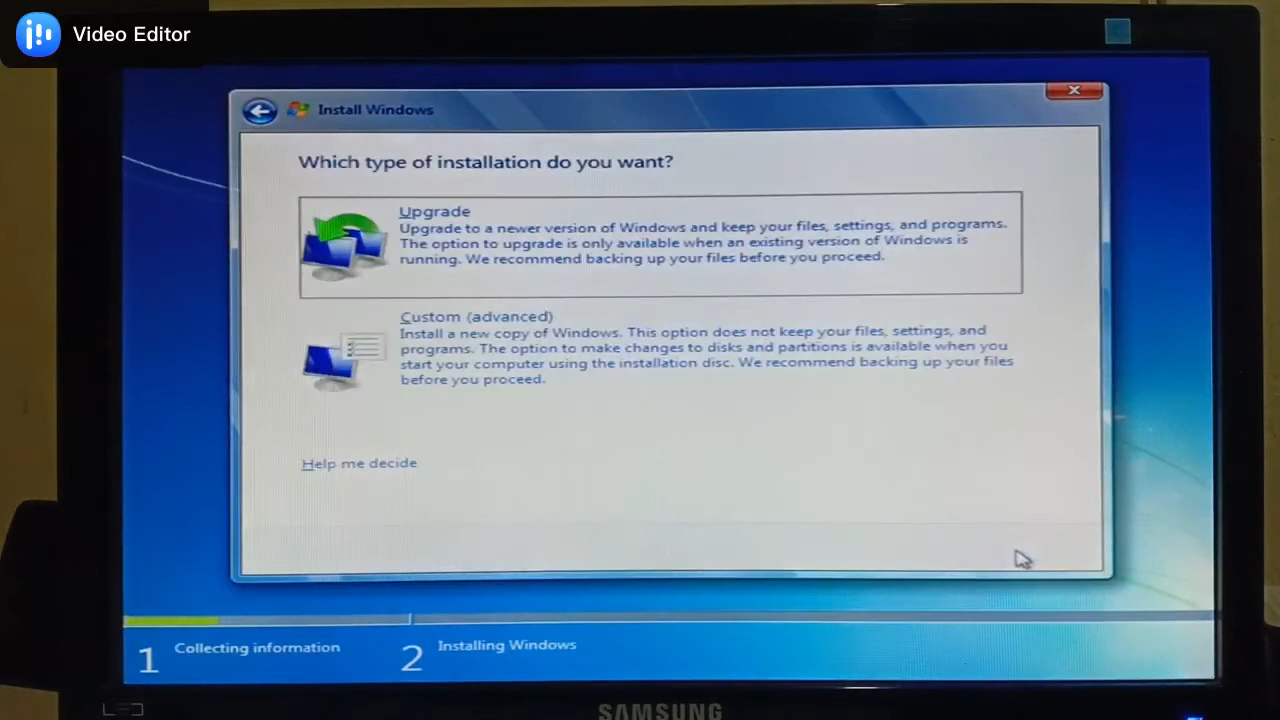 Video Editor
Install Windows
Which type of installation do you want?
Upgrade
Upgrade to a newer version of Windows and keep your files, settings, and programs.
The option to upgrade is only available when an existing version of Windows is
running. We recommend backing up your files before you proceed.
Custom (advanced)
Install a new copy of Windows. This option does not keep your files, settings, and
programs. The option to make changes to disks and partitions is available when you
start your computer using the installation disc. We recommend backing up your files
before you proceed.
Help me decide
1 Collecting information
2 Installing Windows
SAMSUNG